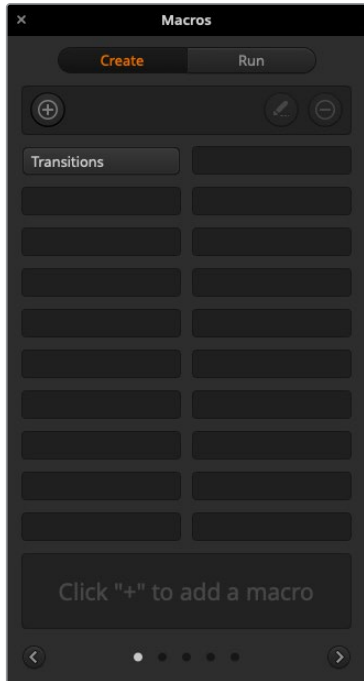 Macros
Create
Run
Transitions
Click "+" to add a macro